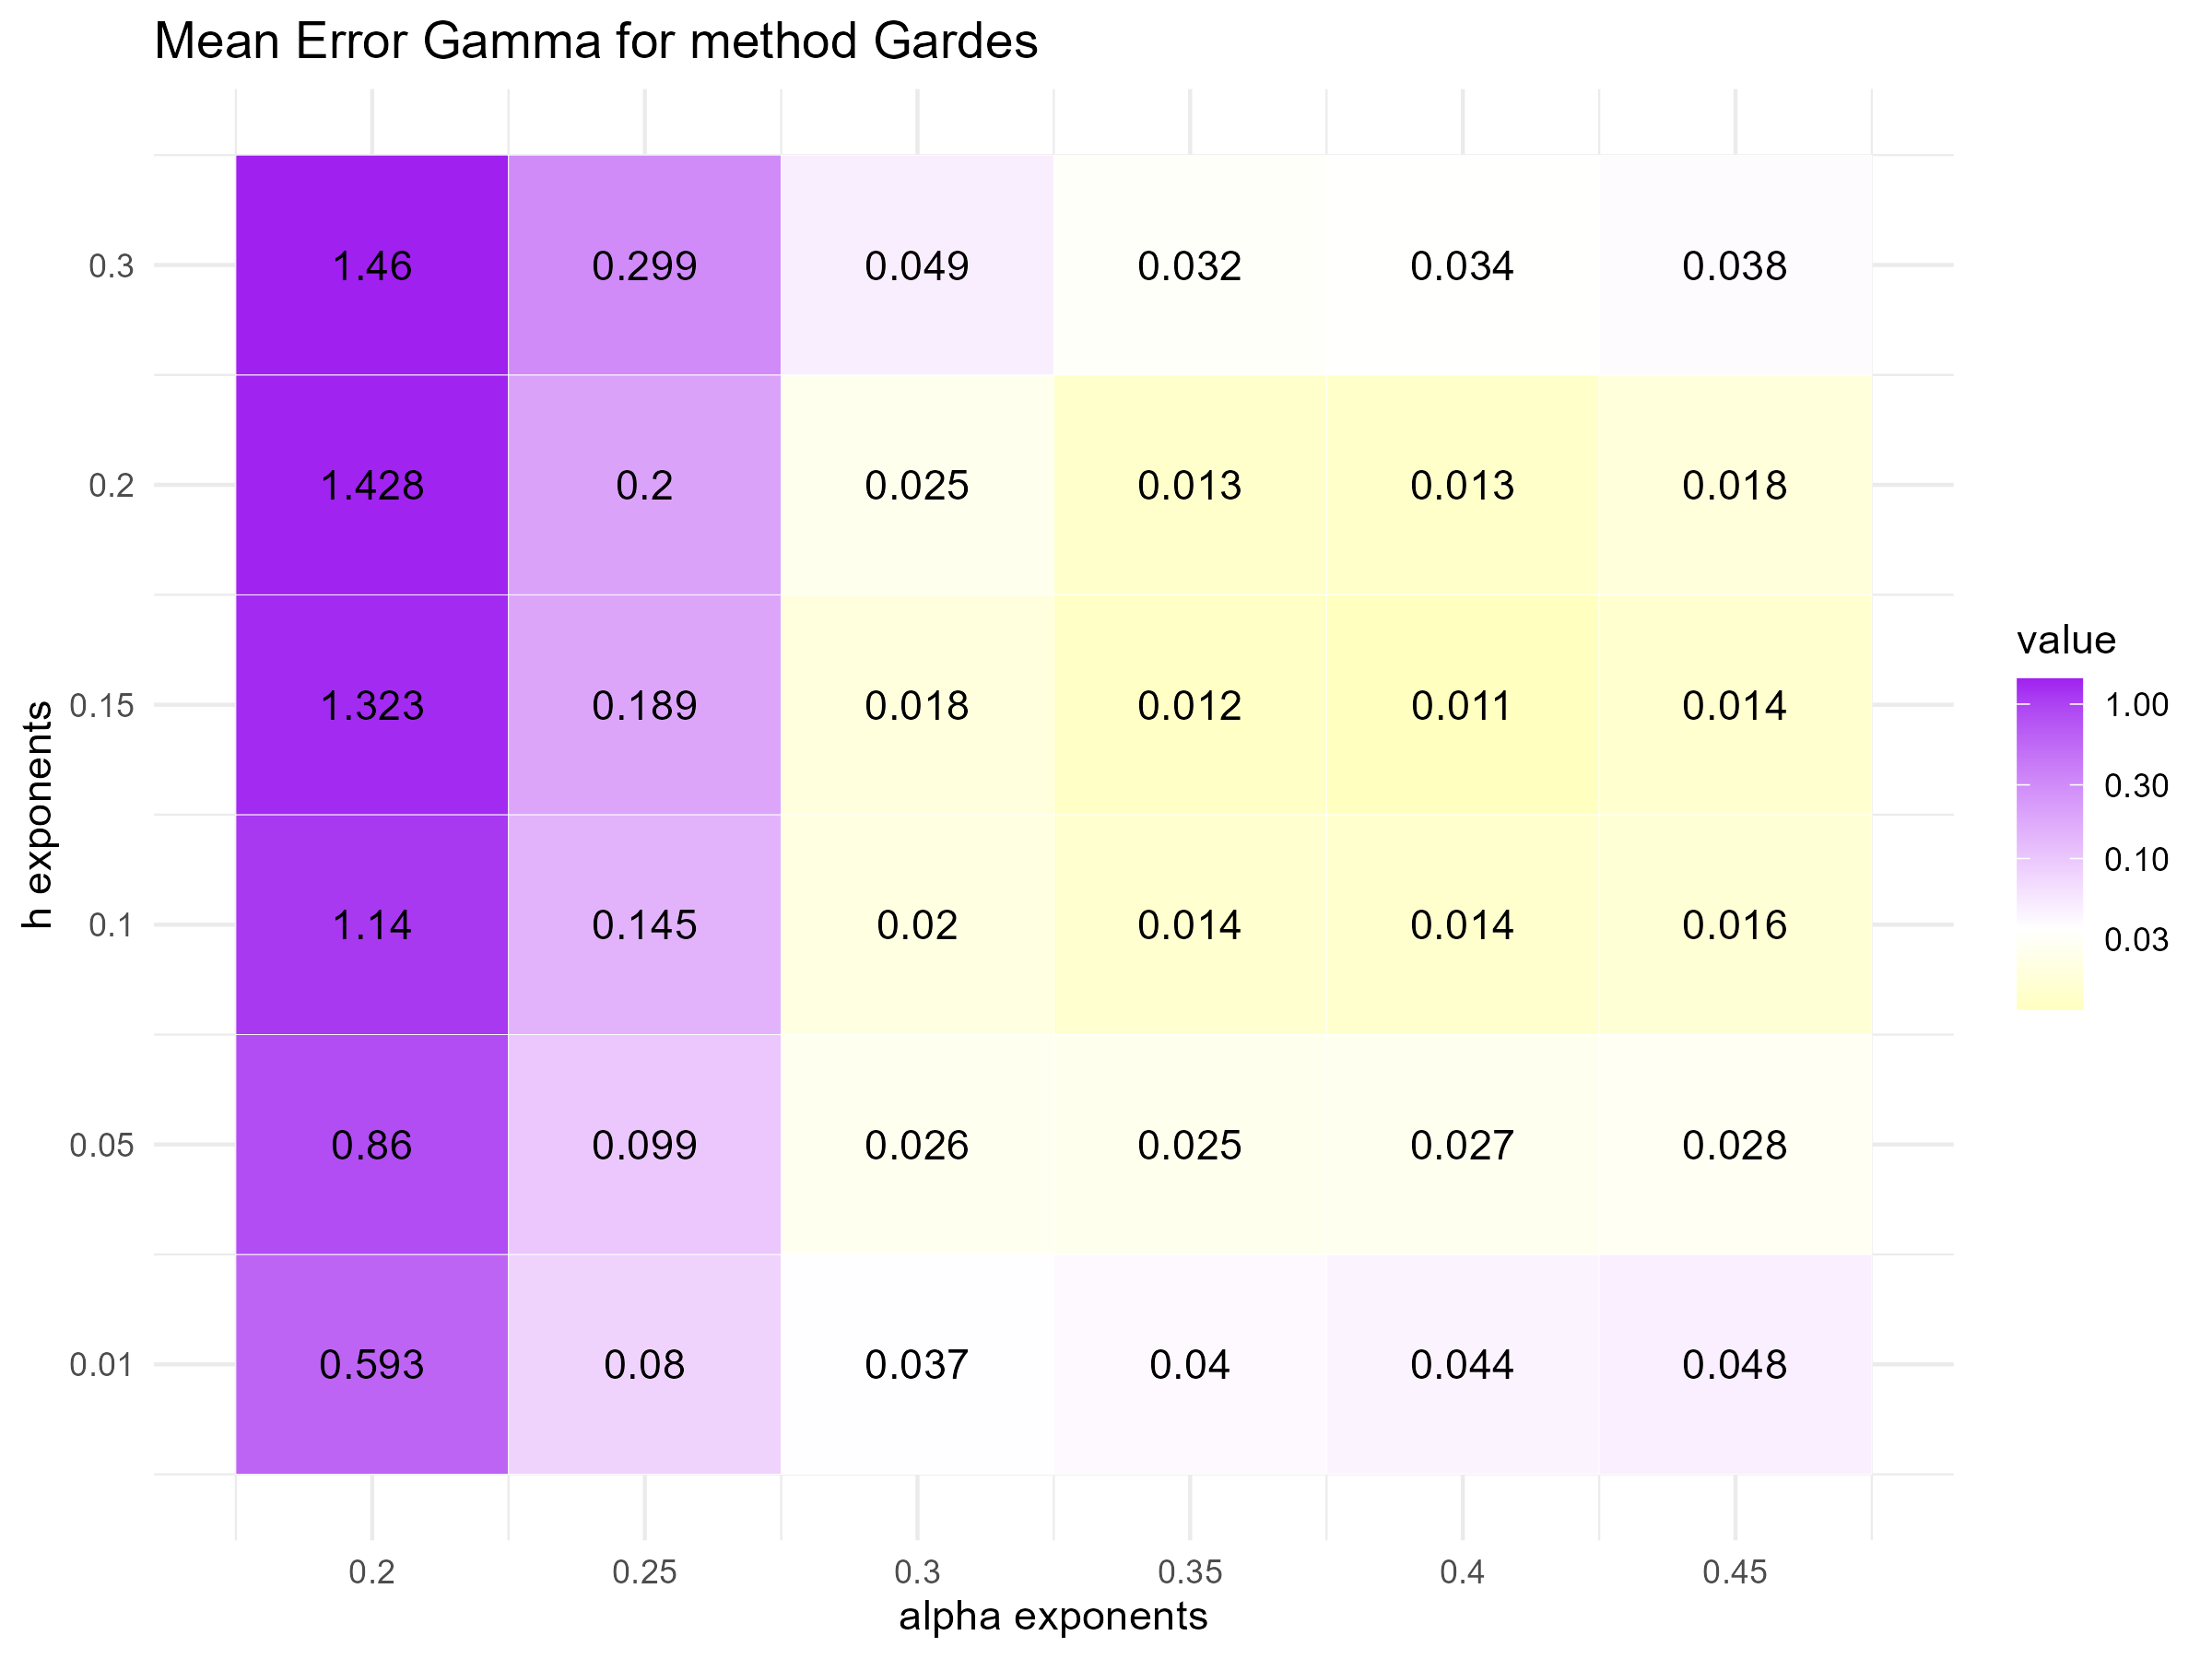 Mean Error Gamma for method Gardes
h exponents
0.3 1.46 0.299 0.049 0.032 0.034 0.038
0.2 1.428 0.2 0.025 0.013 0.013 0.018
0.15 1.323 0.189 0.018 0.012 0.011 0.014
0.1 1.14 0.145 0.02 0.014 0.014 0.016
0.05 0.86 0.099 0.026 0.025 0.027 0.028
0.01 0.593 0.08 0.037 0.04 0.044 0.048
0.2 0.25 0.3 0.35 0.4 0.45
alpha exponents
value
1.00
0.30
0.10
0.03